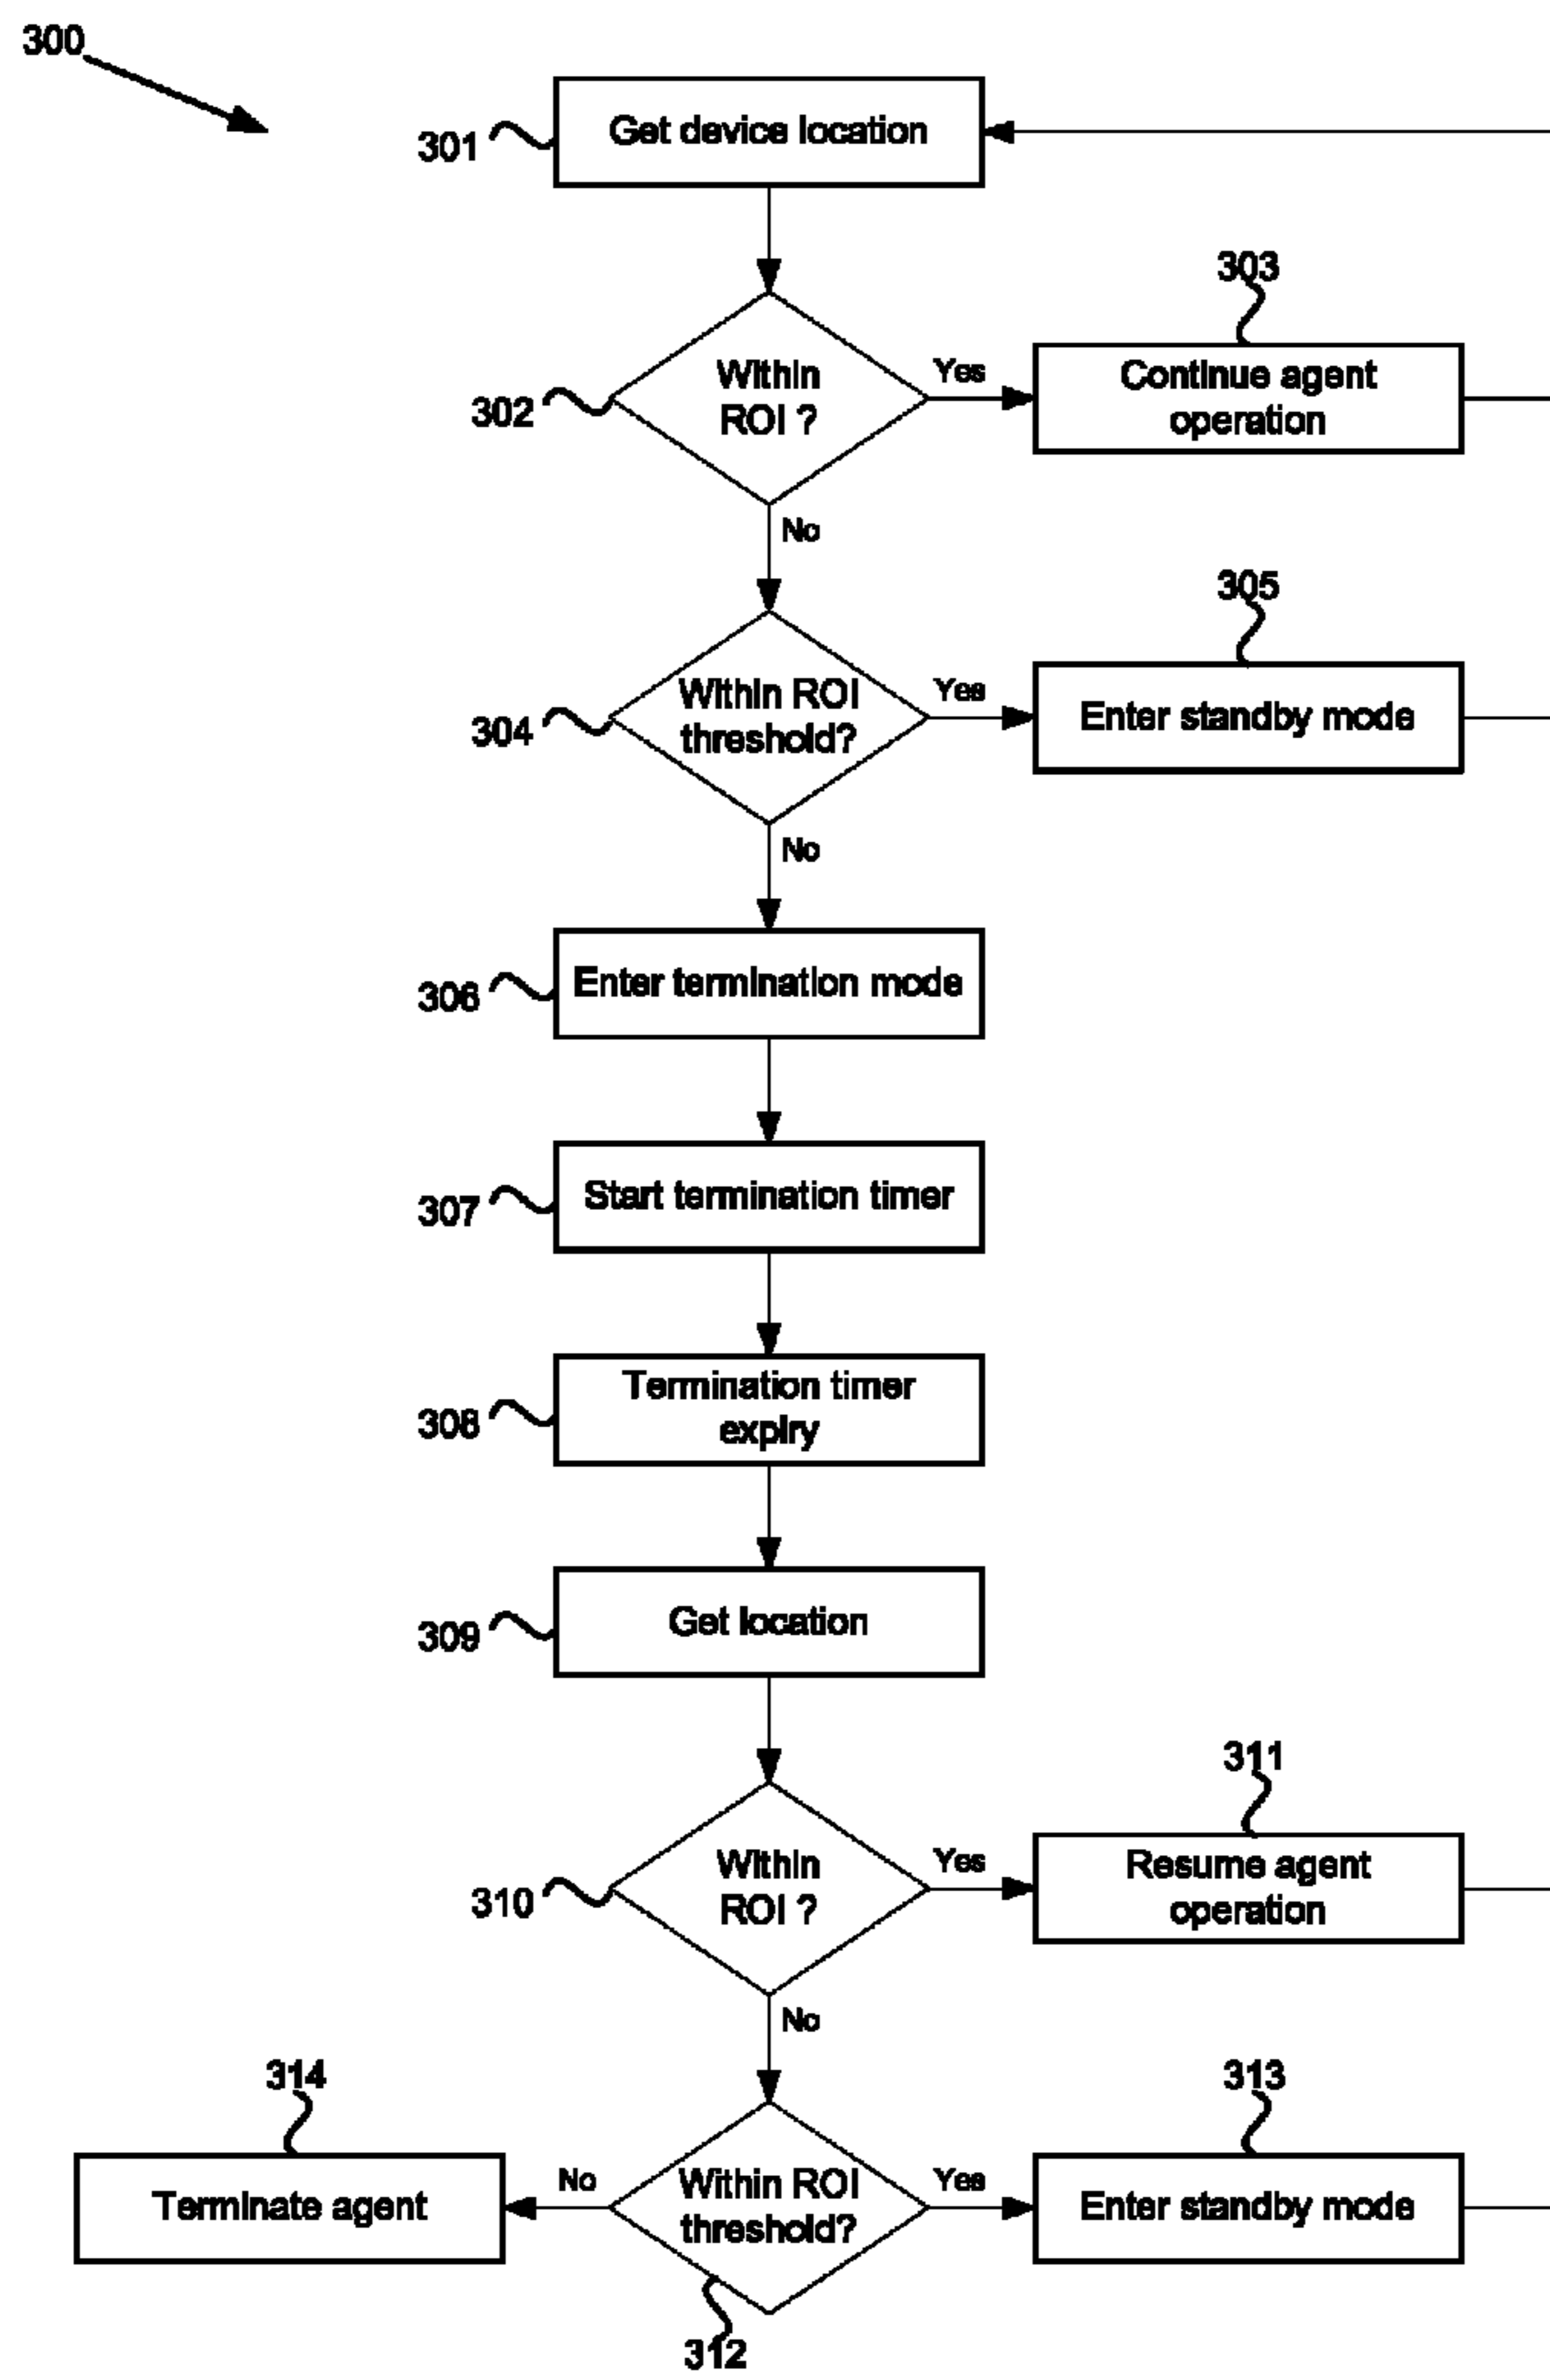 300
301
Get device location
303
302
Within
ROI ?
Yes
Continue agent
operation
No
305
304
Within ROI
threshold?
Yes
Enter standby mode
No
306
Enter termination mode
307
Start termination timer
308
Termination timer
expiry
309
Get location
311
310
Within
ROI ?
Yes
Resume agent
operation
No
314
313
Terminate agent
No
Within ROI
threshold?
Yes
Enter standby mode
312